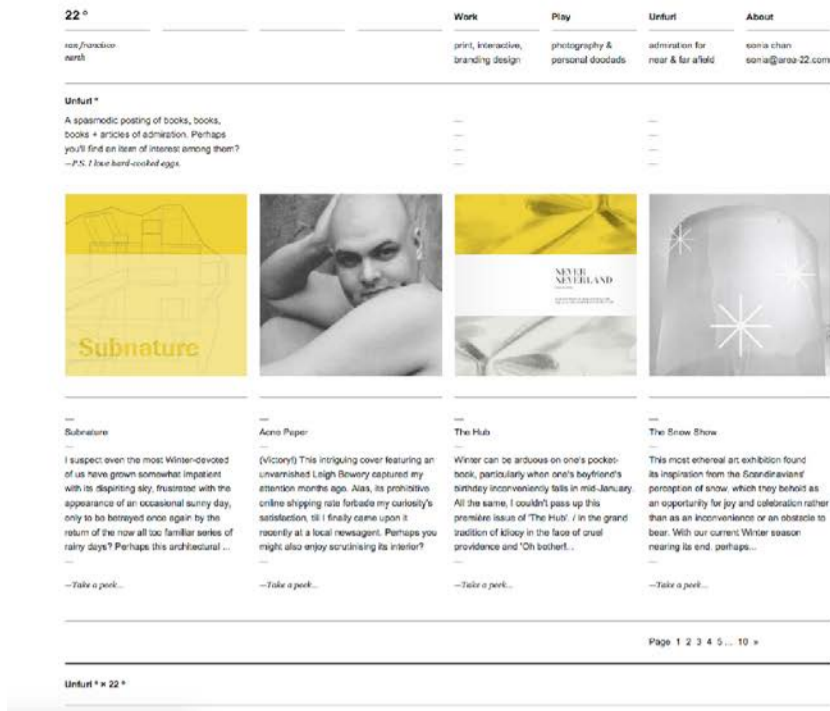 22 °
Work
Play
Unfurl
About
san francisco
earth
print, interactive,
branding design
photography &
personal doodads
admiration for
near & far afield
sonia chan
sonia@area-22.com
Unfurl °
A spasmodic posting of books, books,
books + articles of admiration. Perhaps
you'll find an item of interest among them?
—P.S. I love hard-cooked eggs.
Subnature
NEVER
NEVERLAND
—
Subnature
—
I suspect even the most Winter-devoted
of us have grown somewhat impatient
with its dispiriting sky, frustrated with the
appearance of an occasional sunny day,
only to be betrayed once again by the
return of the now all too familiar series of
rainy days? Perhaps this architectural ...
—
—Take a peek...
—
Acne Paper
—
(Victory!) This intriguing cover featuring an
unvarnished Leigh Bowery captured my
attention months ago. Alas, its prohibitive
online shipping rate forbade my curiosity's
satisfaction, till I finally came upon it
recently at a local newsagent. Perhaps you
might also enjoy scrutinising its interior?
—
—Take a peek...
—
The Hub
—
Winter can be arduous on one's pocket-
book, particularly when one's boyfriend's
birthday inconveniently falls in mid-January.
All the same, I couldn't pass up this
première issue of 'The Hub'. / In the grand
tradition of idiocy in the face of cruel
providence and 'Oh bother!...
—
—Take a peek...
—
The Snow Show
—
This most ethereal art exhibition found
its inspiration from the Scandinavians'
perception of snow, which they behold as
an opportunity for joy and celebration rather
than as an inconvenience or an obstacle to
bear. With our current Winter season
nearing its end, perhaps...
—
—Take a peek...
Page 1 2 3 4 5 ... 10 »
Unfurl ° × 22 °